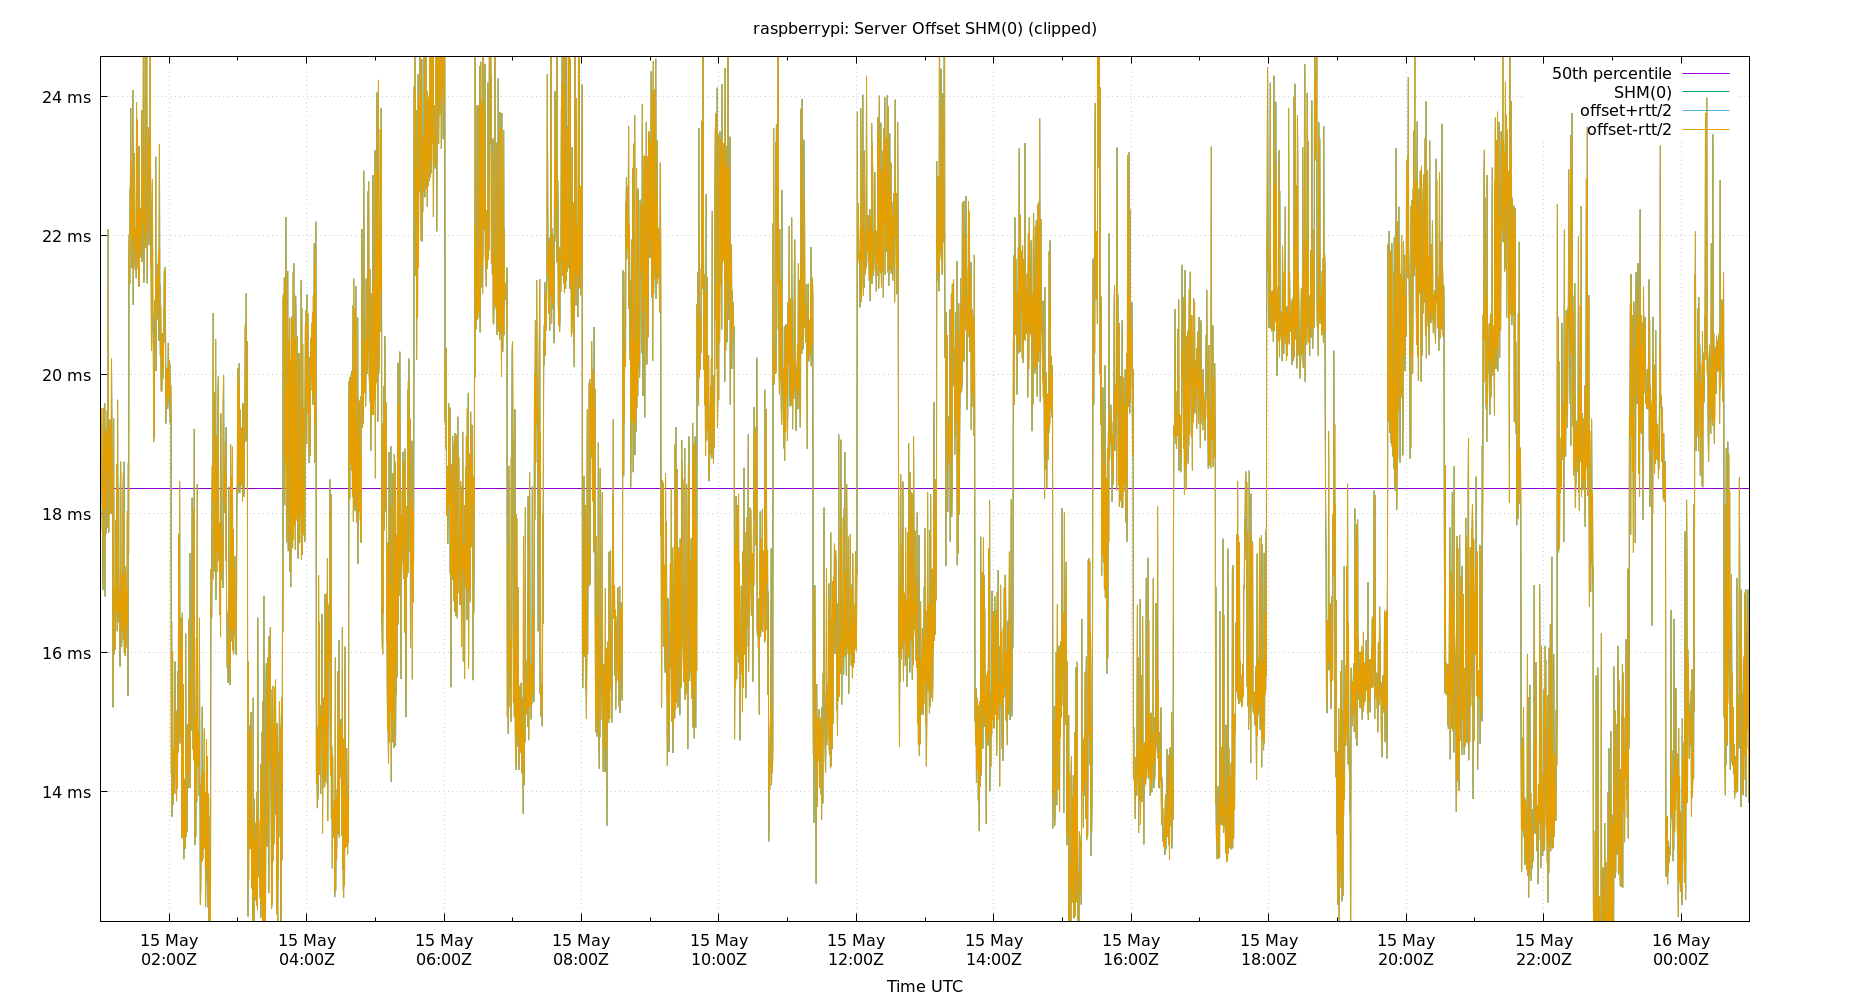 raspberrypi: Server Offset SHM(0) (clipped)
50th percentile
SHM(0)
offset+rtt/2
offset-rtt/2
24 ms
22 ms
20 ms
18 ms
16 ms
14 ms
15 May 15 May 15 May 15 May 15 May 15 May 15 May 15 May 15 May 15 May 15 May 16 May
02:00Z 04:00Z 06:00Z 08:00Z 10:00Z 12:00Z 14:00Z 16:00Z 18:00Z 20:00Z 22:00Z 00:00Z
Time UTC